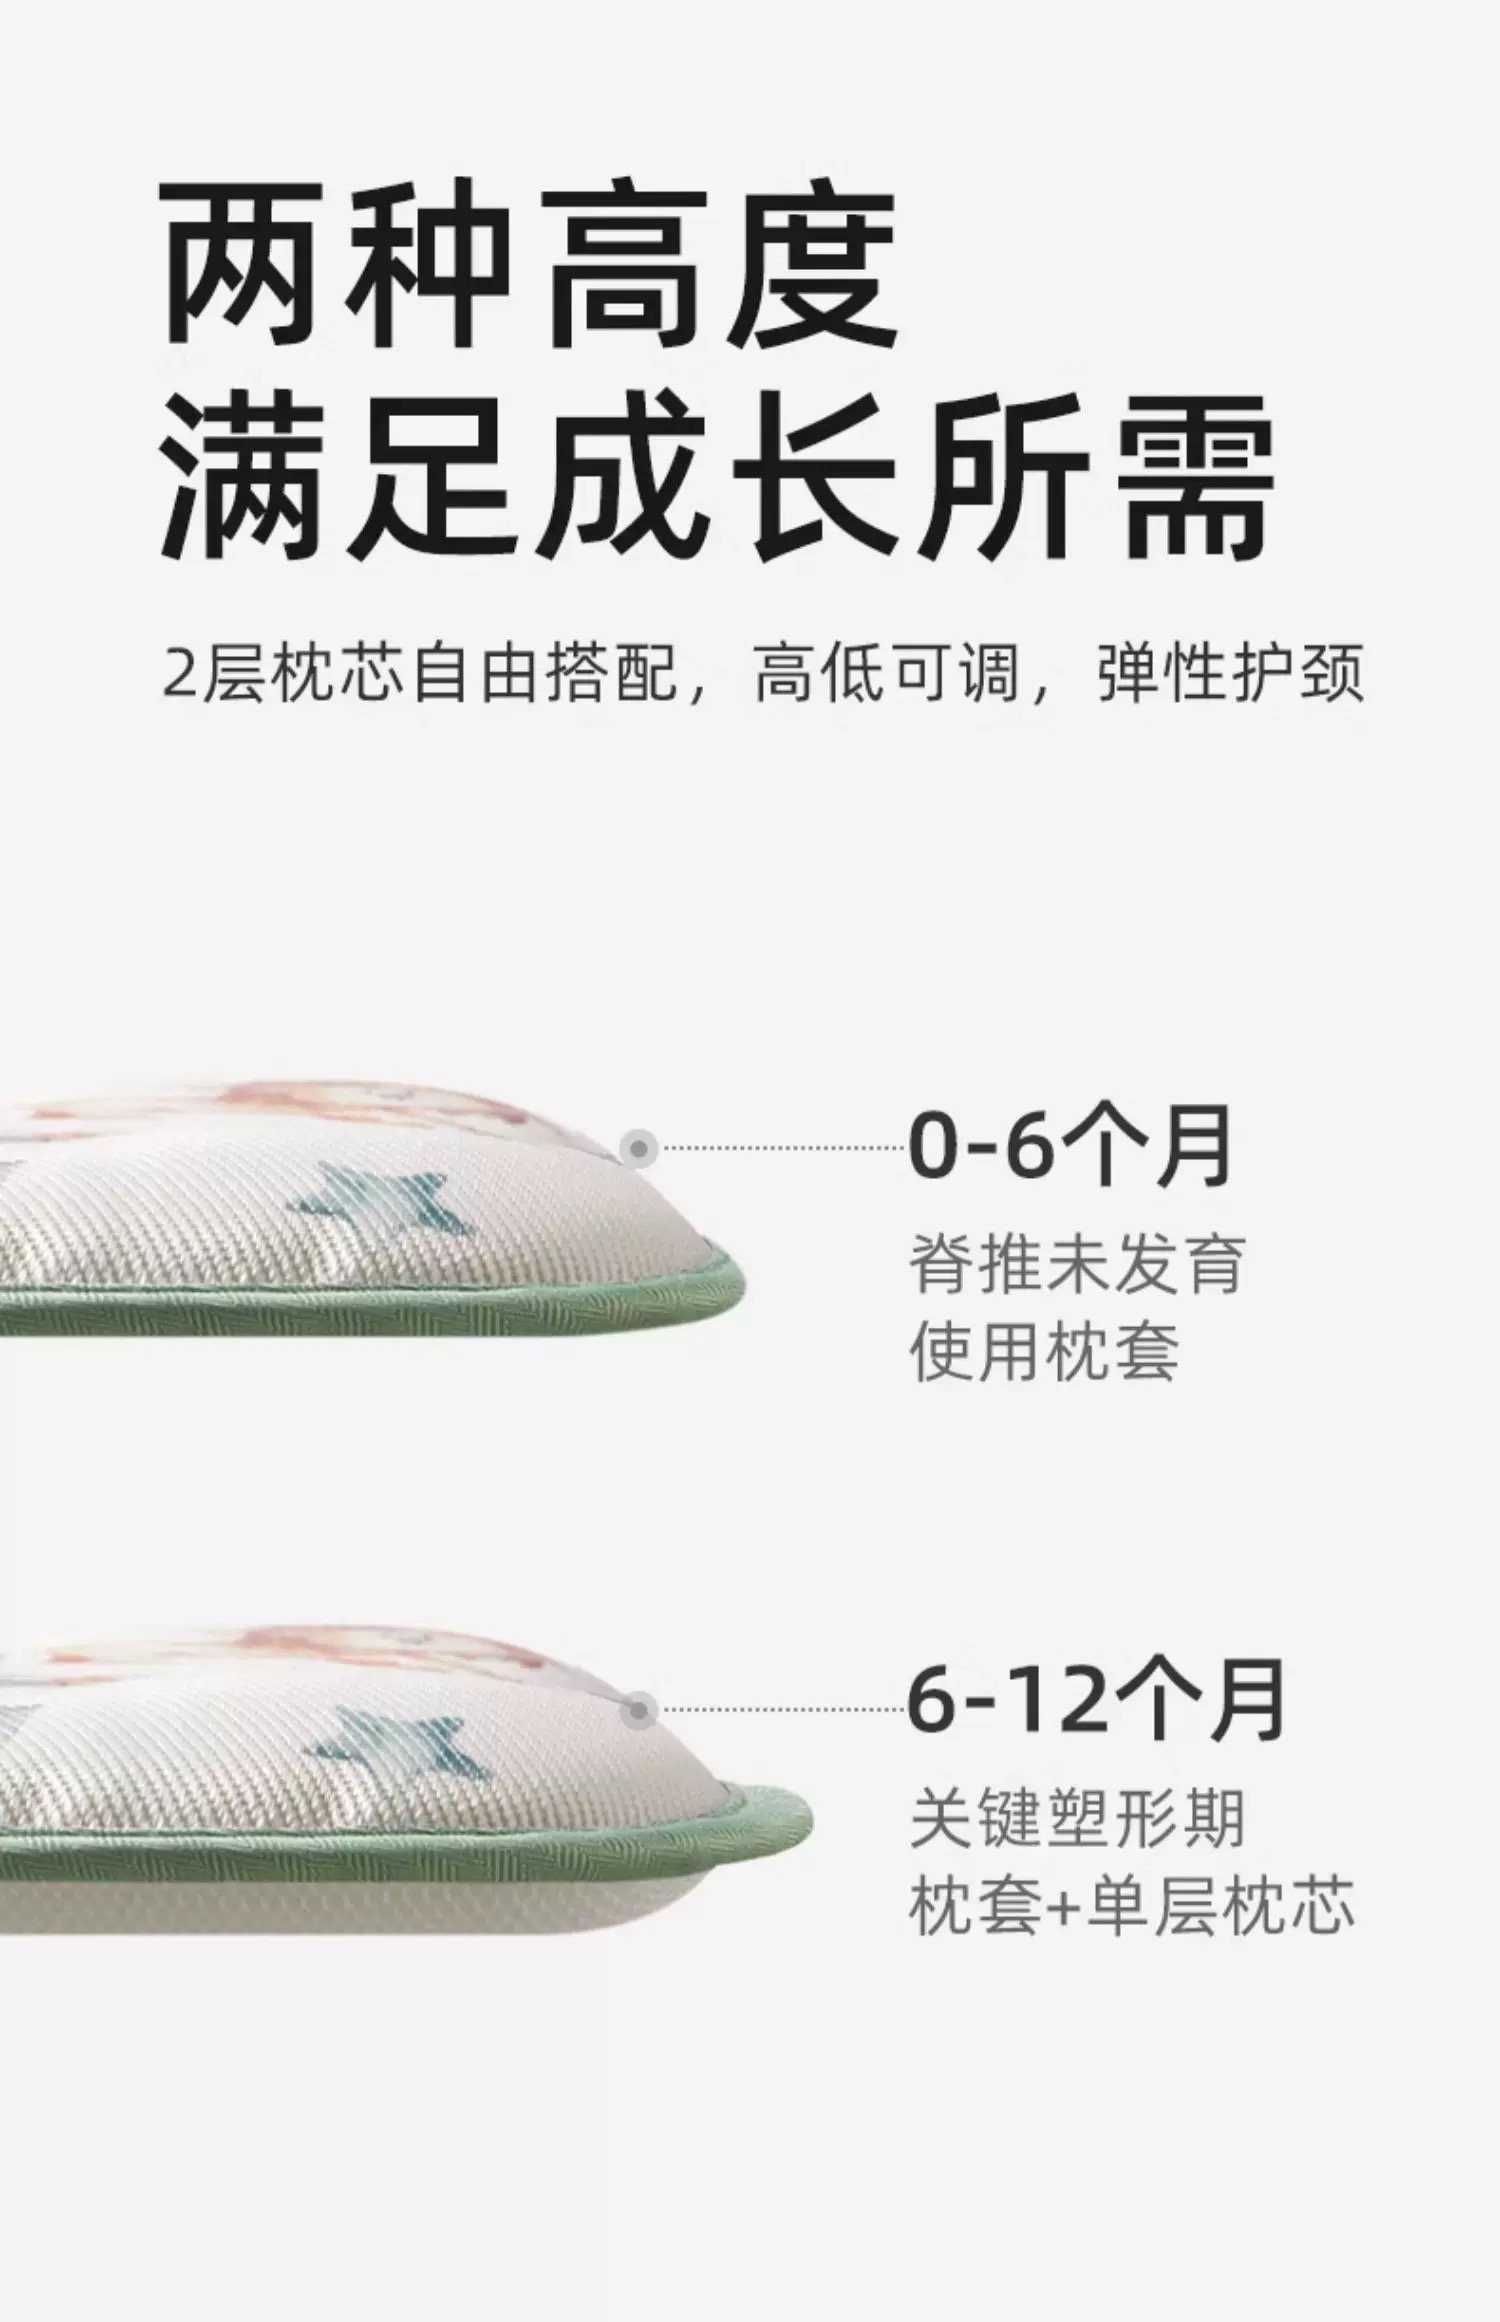 两种高度
满足成长所需
2层枕芯自由搭配，高低可调，弹性护颈
0-6个月
脊推未发育
使用枕套
6-12个月
关键塑形期
枕套+单层枕芯